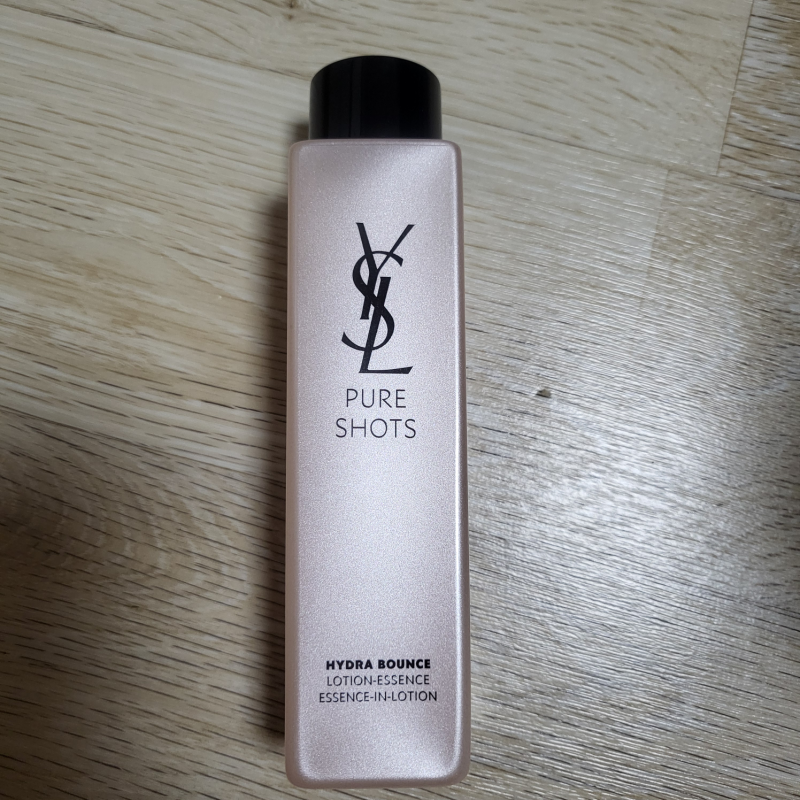 YSL
PURE
SHOTS
HYDRA BOUNCE
LOTION-ESSENCE
ESSENCE-IN-LOTION